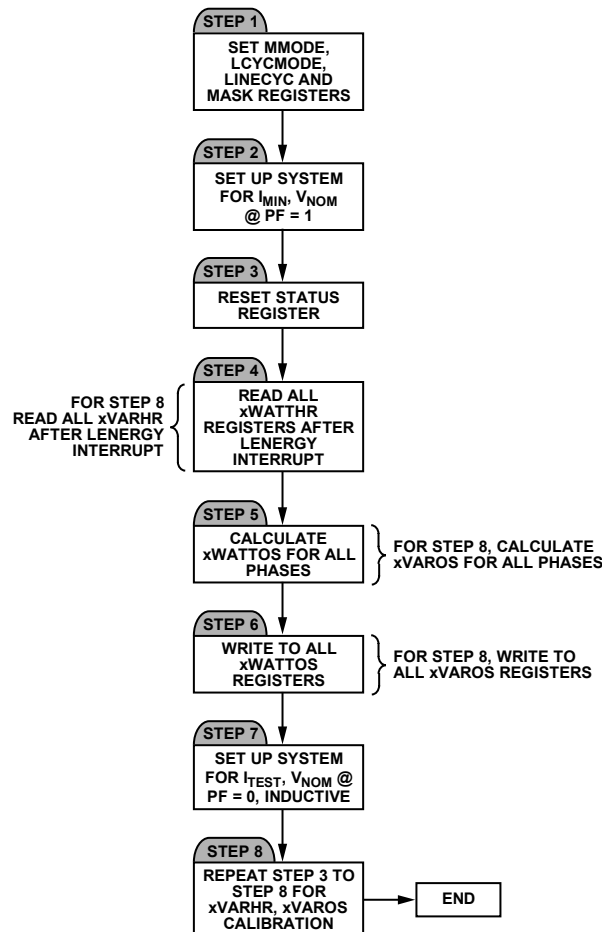 STEP 1
SET MMODE,
LCYCMODE,
LINECYC AND
MASK REGISTERS
STEP 2
SET UP SYSTEM
FOR IMIN, VNOM
@ PF = 1
STEP 3
RESET STATUS
REGISTER
STEP 4
READ ALL
xWATTHR
REGISTERS AFTER
LENERGY
INTERRUPT
FOR STEP 8
READ ALL xVARHR
AFTER LENERGY
INTERRUPT
STEP 5
CALCULATE
xWATTOS FOR ALL
PHASES
FOR STEP 8, CALCULATE
xVAROS FOR ALL PHASES
STEP 6
WRITE TO ALL
xWATTOS
REGISTERS
FOR STEP 8, WRITE TO
ALL xVAROS REGISTERS
STEP 7
SET UP SYSTEM
FOR ITEST, VNOM @
PF = 0, INDUCTIVE
STEP 8
REPEAT STEP 3 TO
STEP 8 FOR
xVARHR, xVAROS
CALIBRATION
END